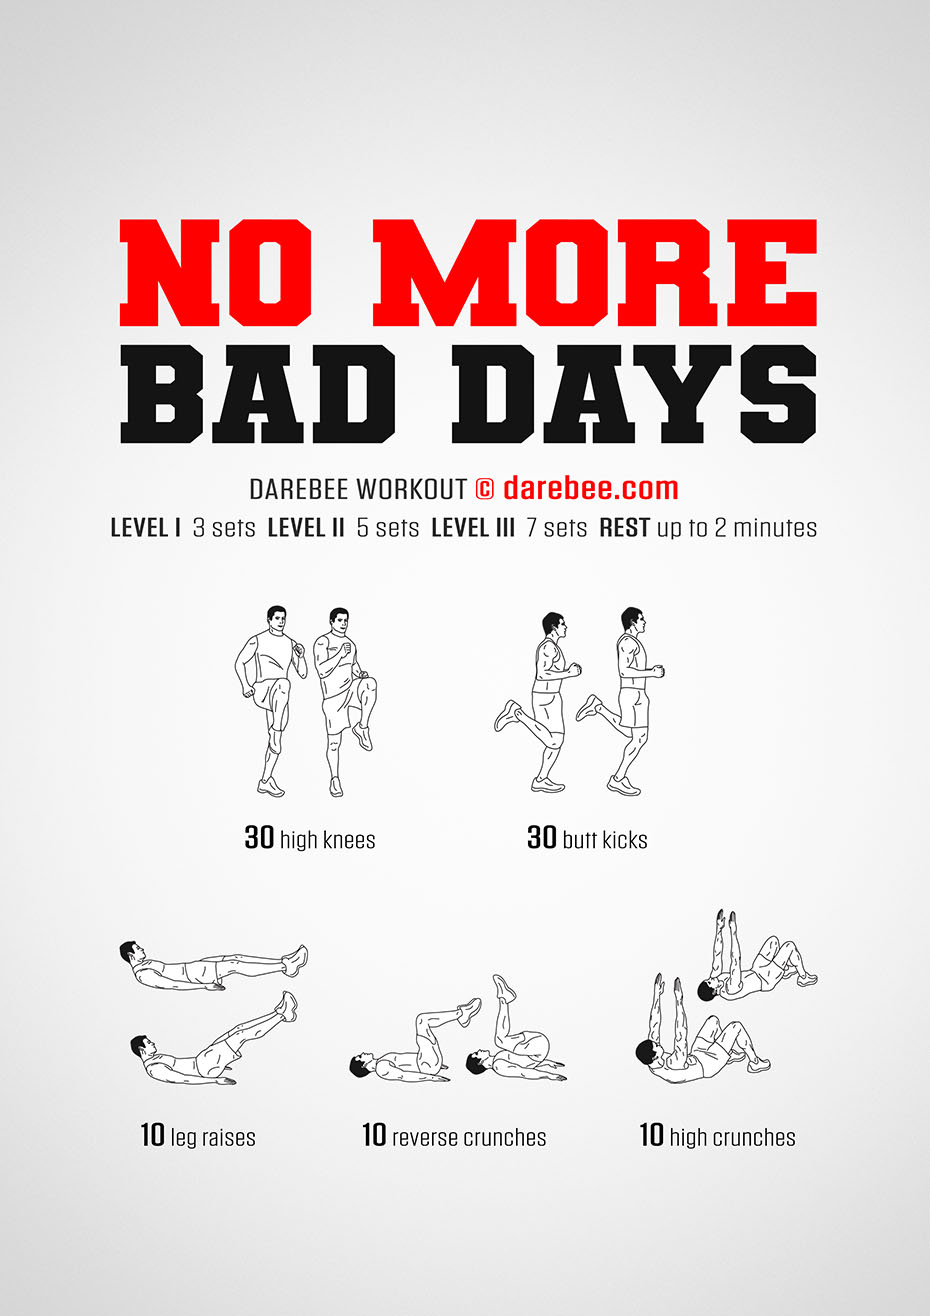 NO MORE
BAD DAYS
DAREBEE WORKOUT © darebee.com
LEVEL I 3 sets LEVEL II 5 sets LEVEL III 7 sets REST up to 2 minutes
30 high knees
30 butt kicks
10 leg raises
10 reverse crunches
10 high crunches